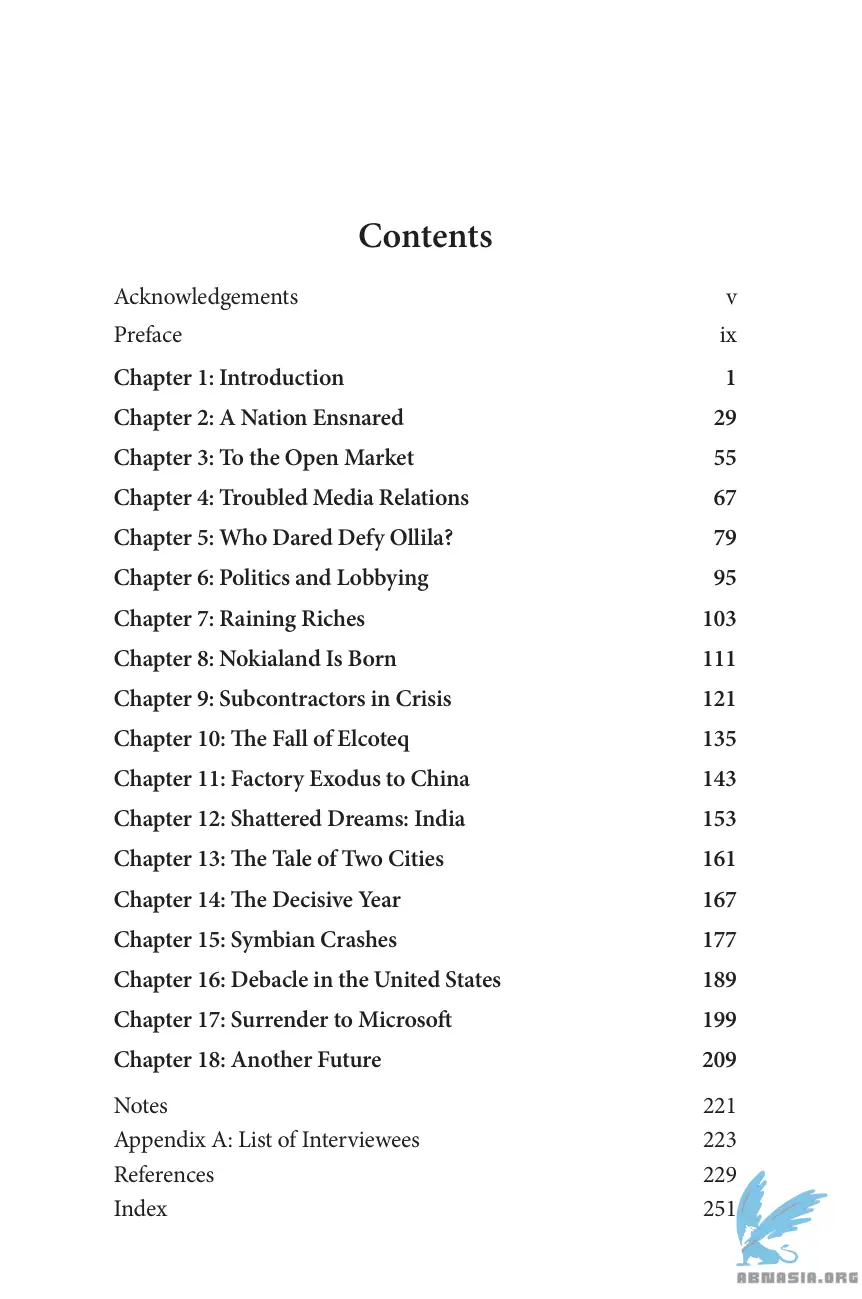 Contents
Acknowledgements v
Preface ix
Chapter 1: Introduction 1
Chapter 2: A Nation Ensnared 29
Chapter 3: To the Open Market 55
Chapter 4: Troubled Media Relations 67
Chapter 5: Who Dared Defy Ollila? 79
Chapter 6: Politics and Lobbying 95
Chapter 7: Raining Riches 103
Chapter 8: Nokialand Is Born 111
Chapter 9: Subcontractors in Crisis 121
Chapter 10: The Fall of Elcoteq 135
Chapter 11: Factory Exodus to China 143
Chapter 12: Shattered Dreams: India 153
Chapter 13: The Tale of Two Cities 161
Chapter 14: The Decisive Year 167
Chapter 15: Symbian Crashes 177
Chapter 16: Debacle in the United States 189
Chapter 17: Surrender to Microsoft 199
Chapter 18: Another Future 209
Notes 221
Appendix A: List of Interviewees 223
References 229
Index 251
ABNASIA.ORG